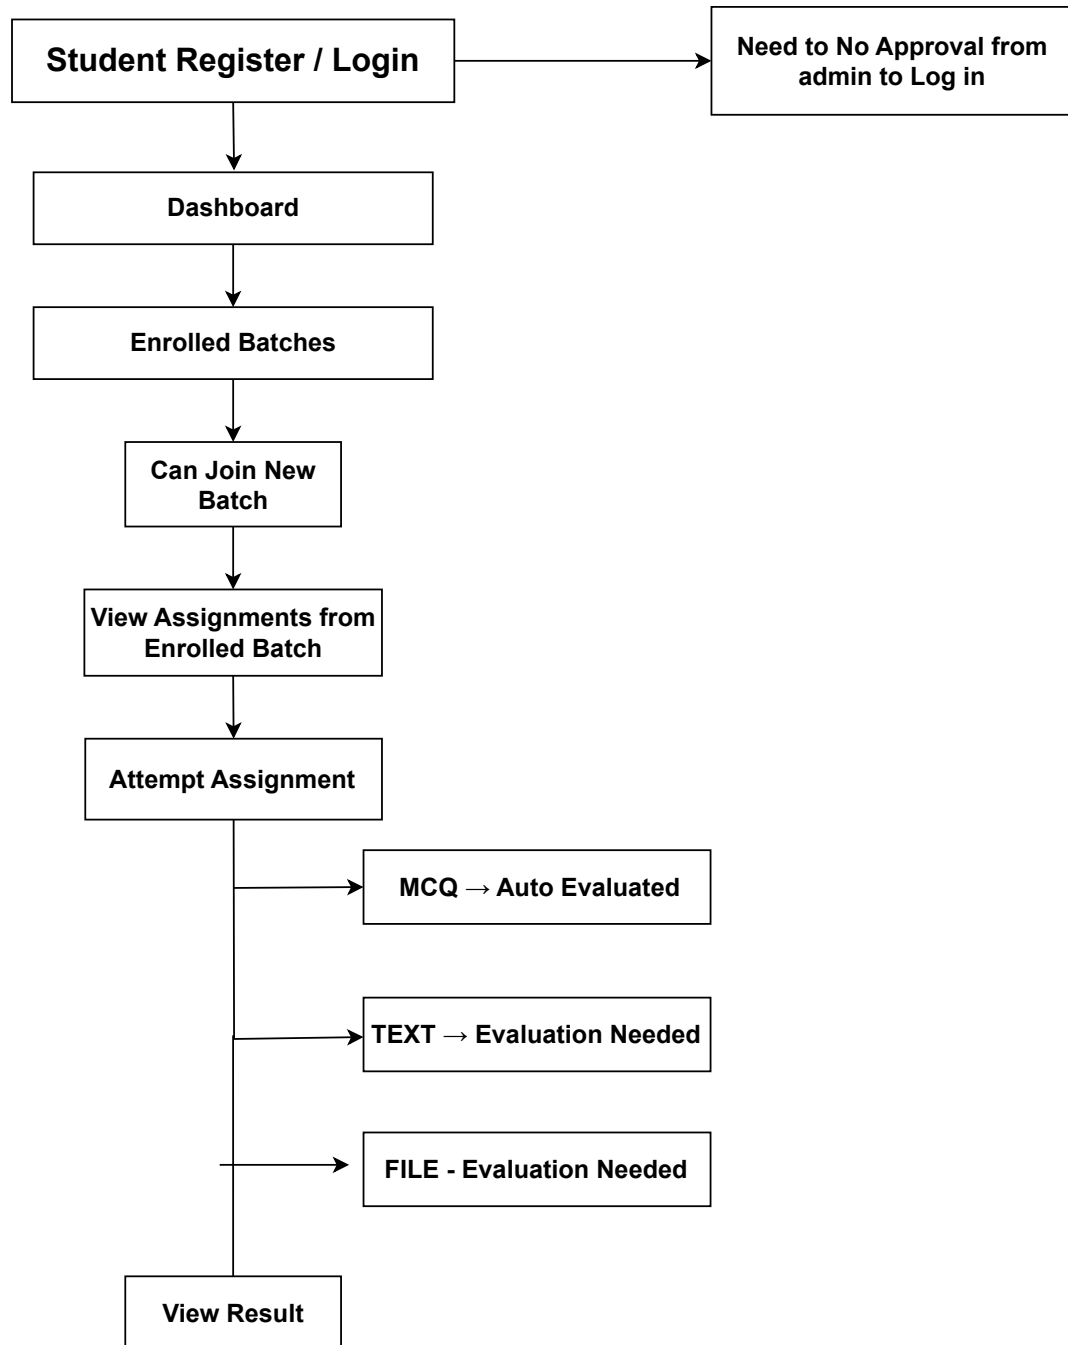 Student Register / Login
Need to No Approval from
admin to Log in
Dashboard
Enrolled Batches
Can Join New
Batch
View Assignments from
Enrolled Batch
Attempt Assignment
MCQ → Auto Evaluated
TEXT → Evaluation Needed
FILE - Evaluation Needed
View Result